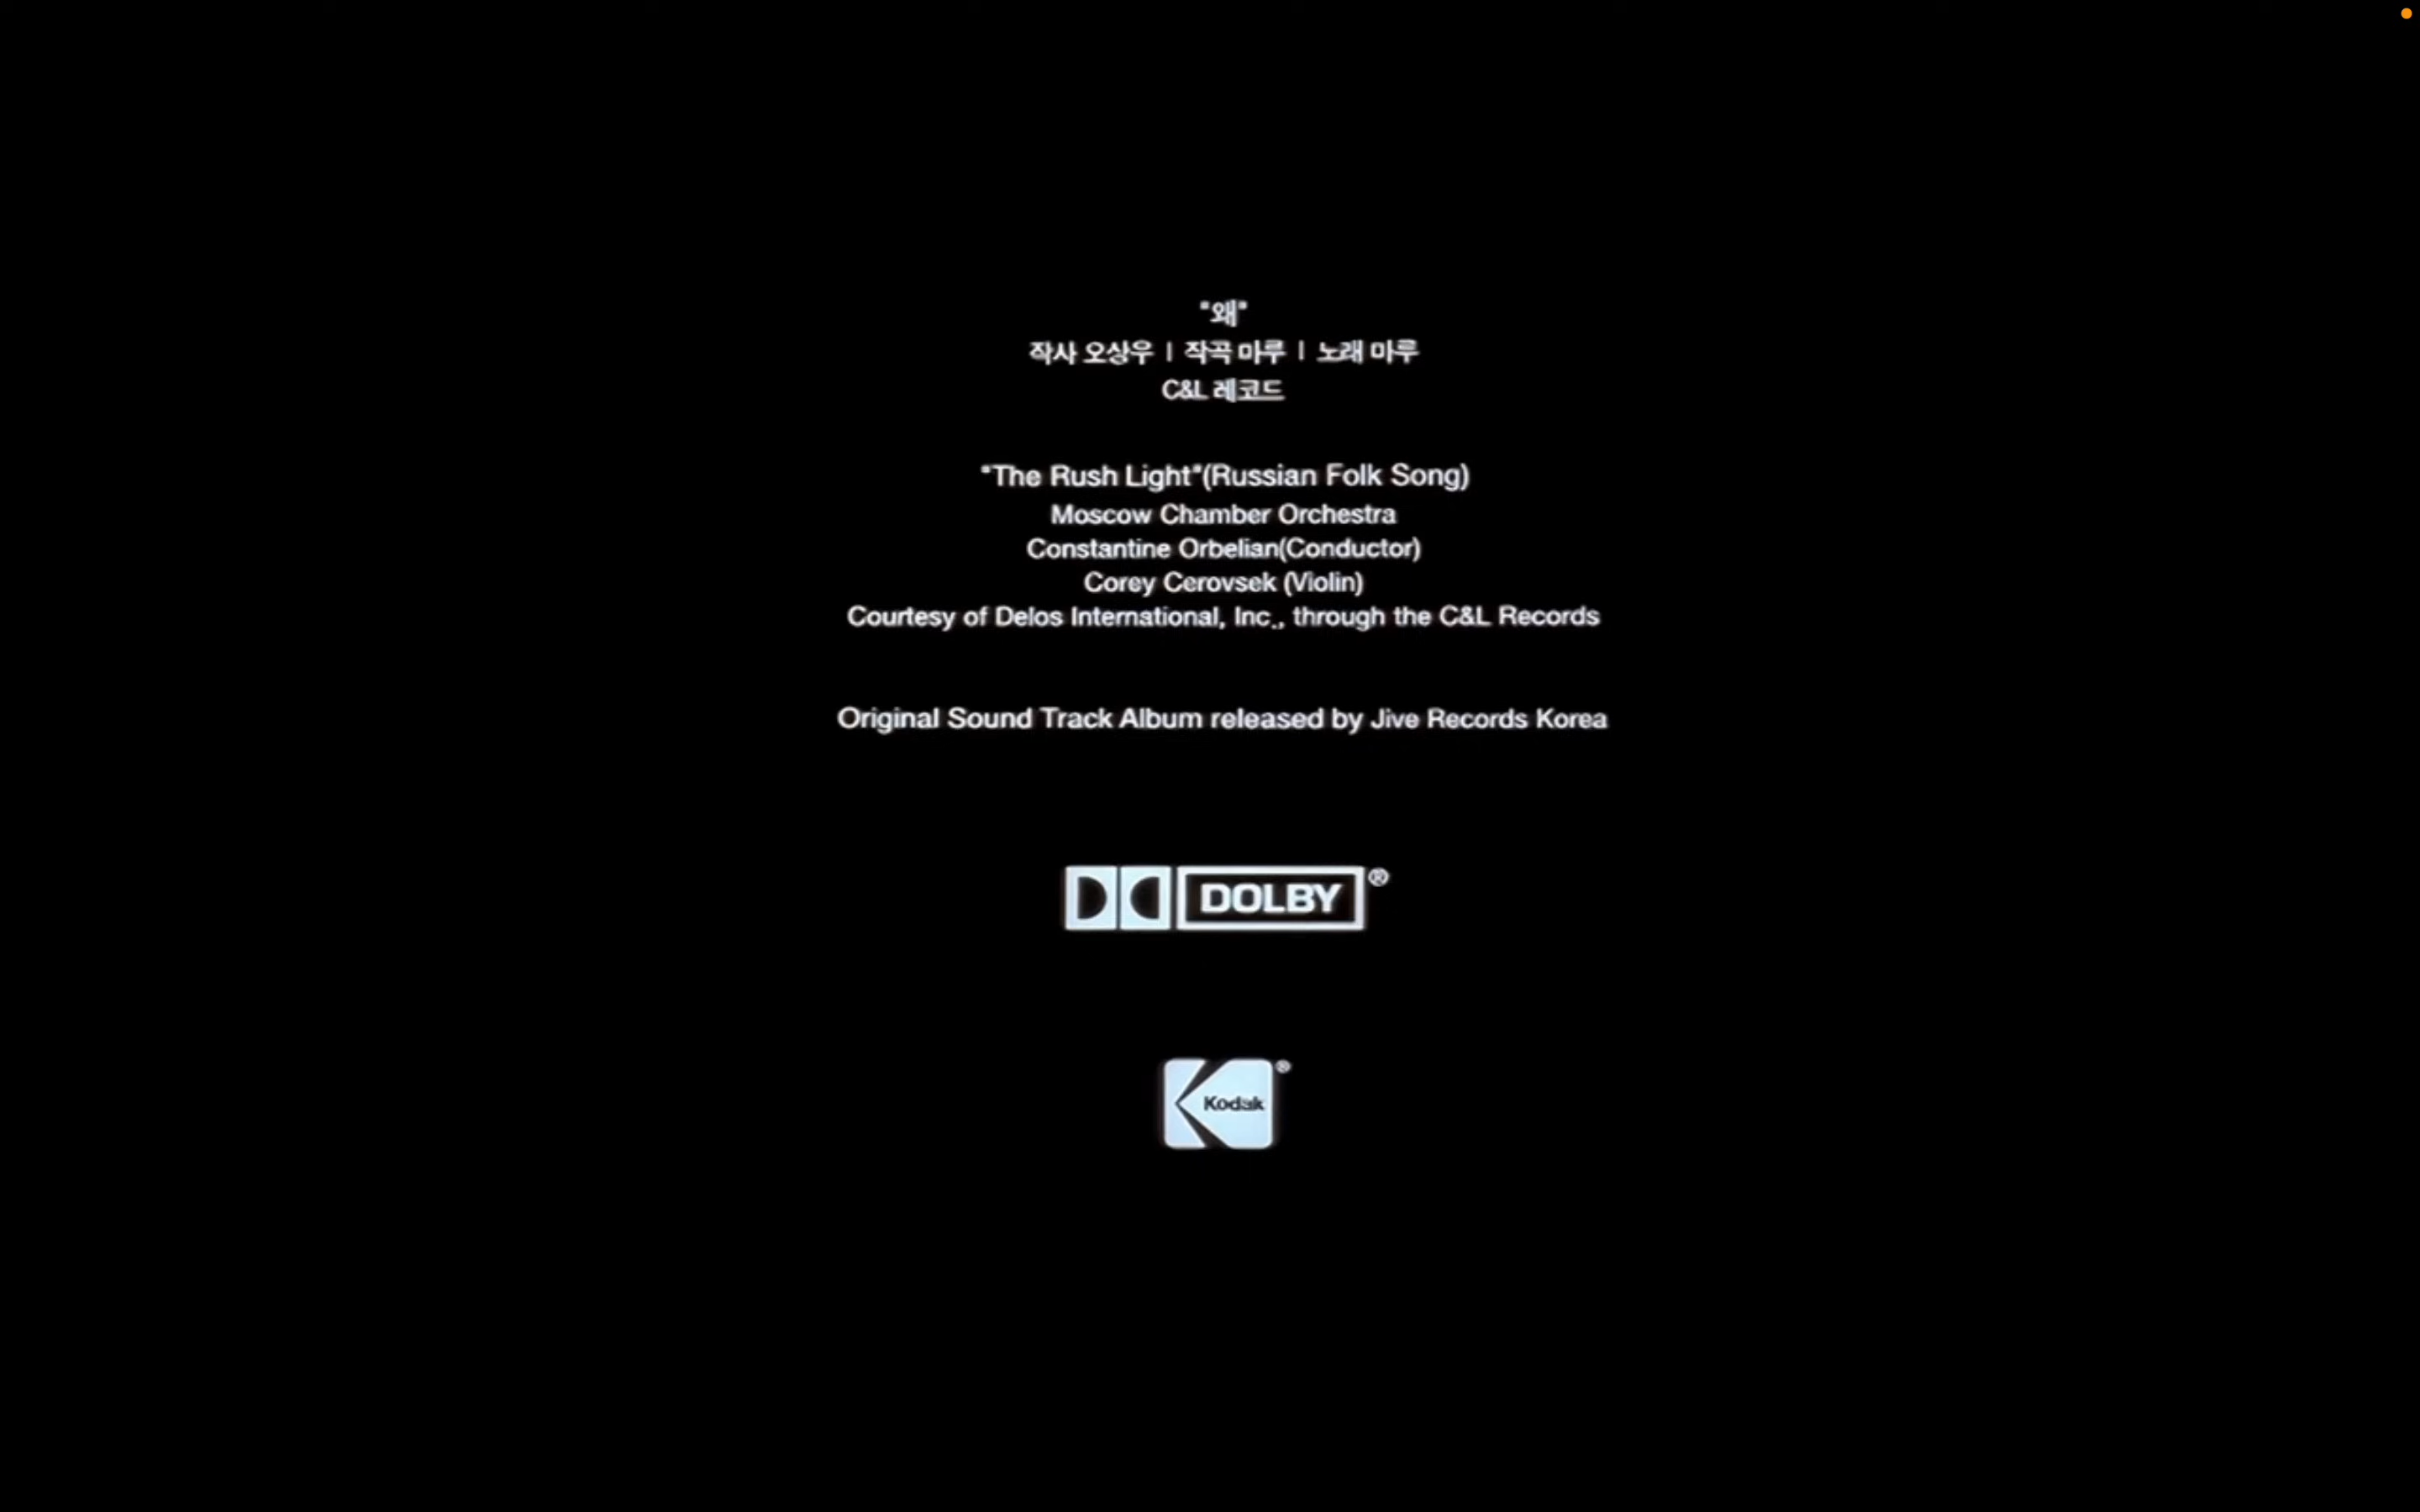 "왜"
작사 오상우 | 작곡 마루 | 노래 마루
C&L 레코드
"The Rush Light"(Russian Folk Song)
Moscow Chamber Orchestra
Constantine Orbelian(Conductor)
Corey Cerovsek (Violin)
Courtesy of Delos International, Inc., through the C&L Records
Original Sound Track Album released by Jive Records Korea
DOLBY®
Kodak®